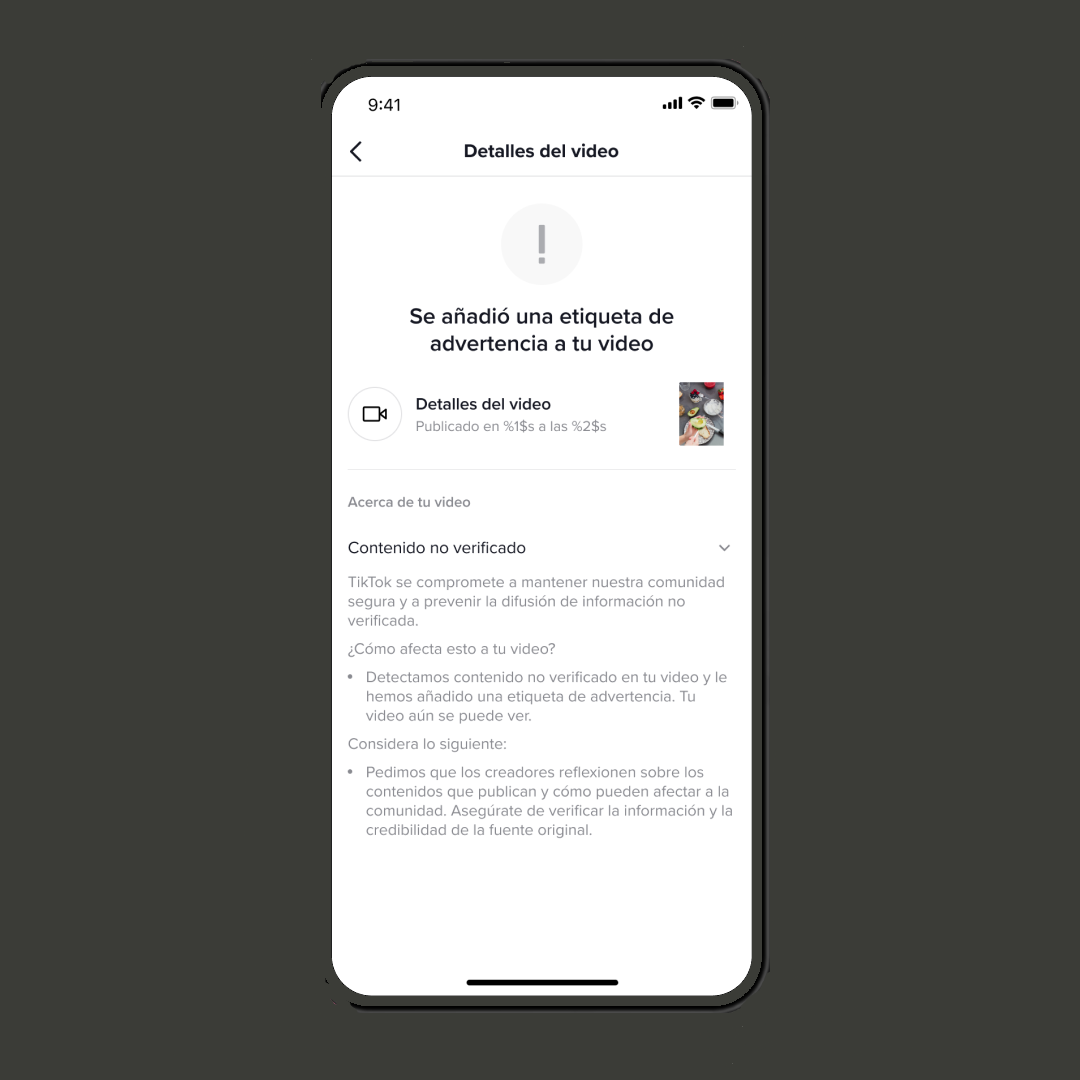 9:41
Detalles del video
Se añadió una etiqueta de
advertencia a tu video
Detalles del video
Publicado en %1$s a las %2$s
Acerca de tu video
Contenido no verificado
TikTok se compromete a mantener nuestra comunidad
segura y a prevenir la difusión de información no
verificada.
¿Cómo afecta esto a tu video?
• Detectamos contenido no verificado en tu video y le
hemos añadido una etiqueta de advertencia. Tu
video aún se puede ver.
Considera lo siguiente:
• Pedimos que los creadores reflexionen sobre los
contenidos que publican y cómo pueden afectar a la
comunidad. Asegúrate de verificar la información y la
credibilidad de la fuente original.